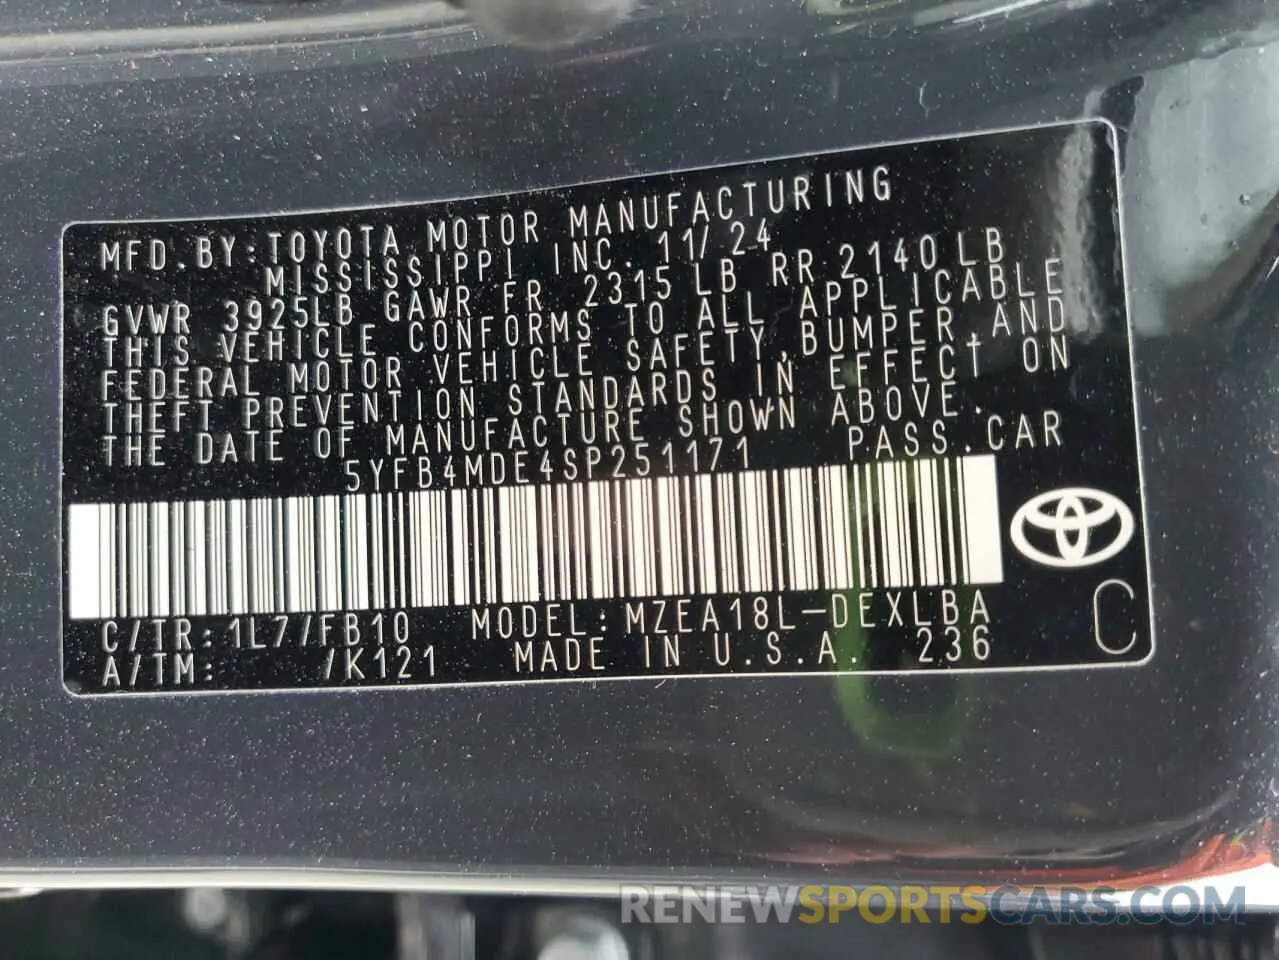 MFD.BY:TOYOTA MOTOR MANUFACTURING
MISSISSIPPI INC. 11/24
GVWR 3925LB GAWR FR 2315 LB RR 2140 LB
THIS VEHICLE CONFORMS TO ALL APPLICABLE
FEDERAL MOTOR VEHICLE SAFETY,BUMPER,AND
THEFT PREVENTION STANDARDS IN EFFECT ON
THE DATE OF MANUFACTURE SHOWN ABOVE.
5YFB4MDE4SP251171 PASS.CAR
C/TR:1L7/FB10 MODEL:MZEA18L-DEXLBA
A/TM: /K121 MADE IN U.S.A. 236
C
RENEWSPORTSCARS.COM